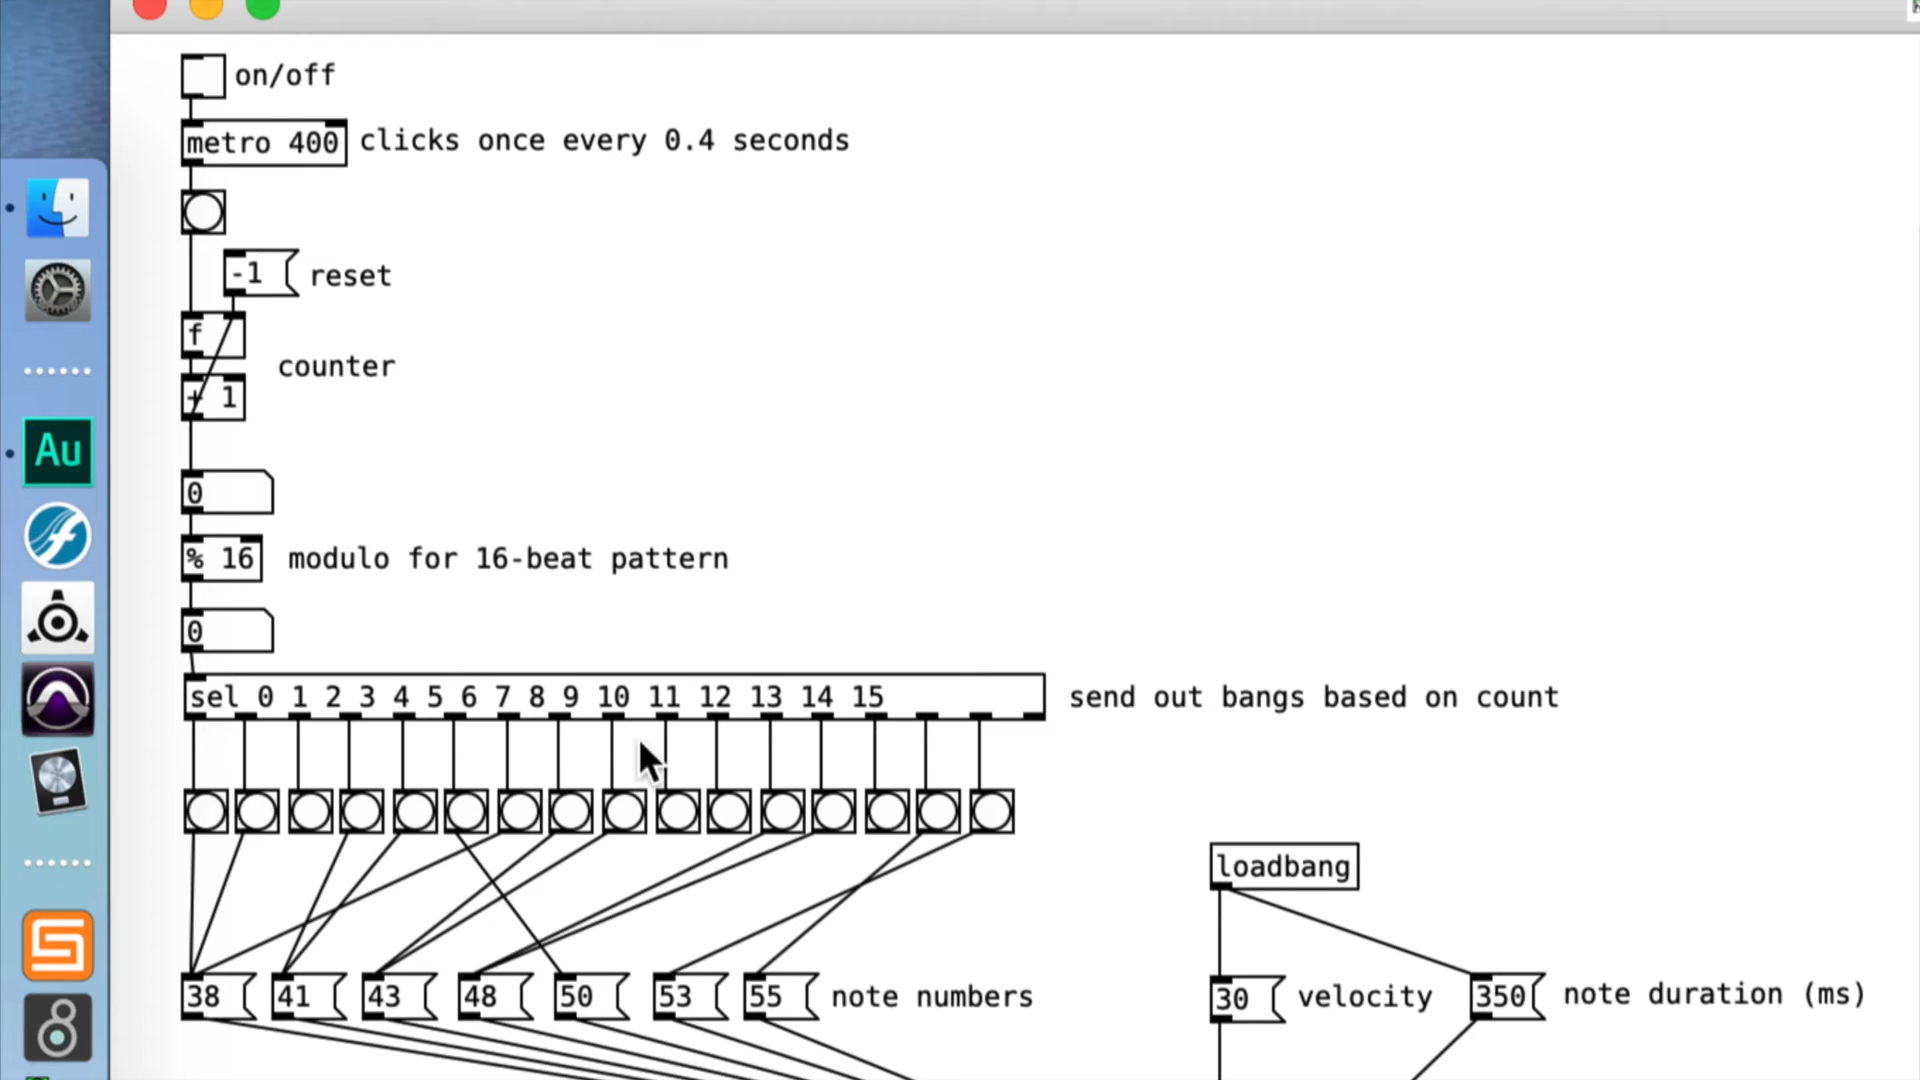 on/off
metro 400 clicks once every 0.4 seconds
-1 reset
f
counter
+ 1
0
% 16 modulo for 16-beat pattern
0
sel 0 1 2 3 4 5 6 7 8 9 10 11 12 13 14 15 send out bangs based on count
loadbang
38 41 43 48 50 53 55 note numbers 30 velocity 350 note duration (ms)
Au